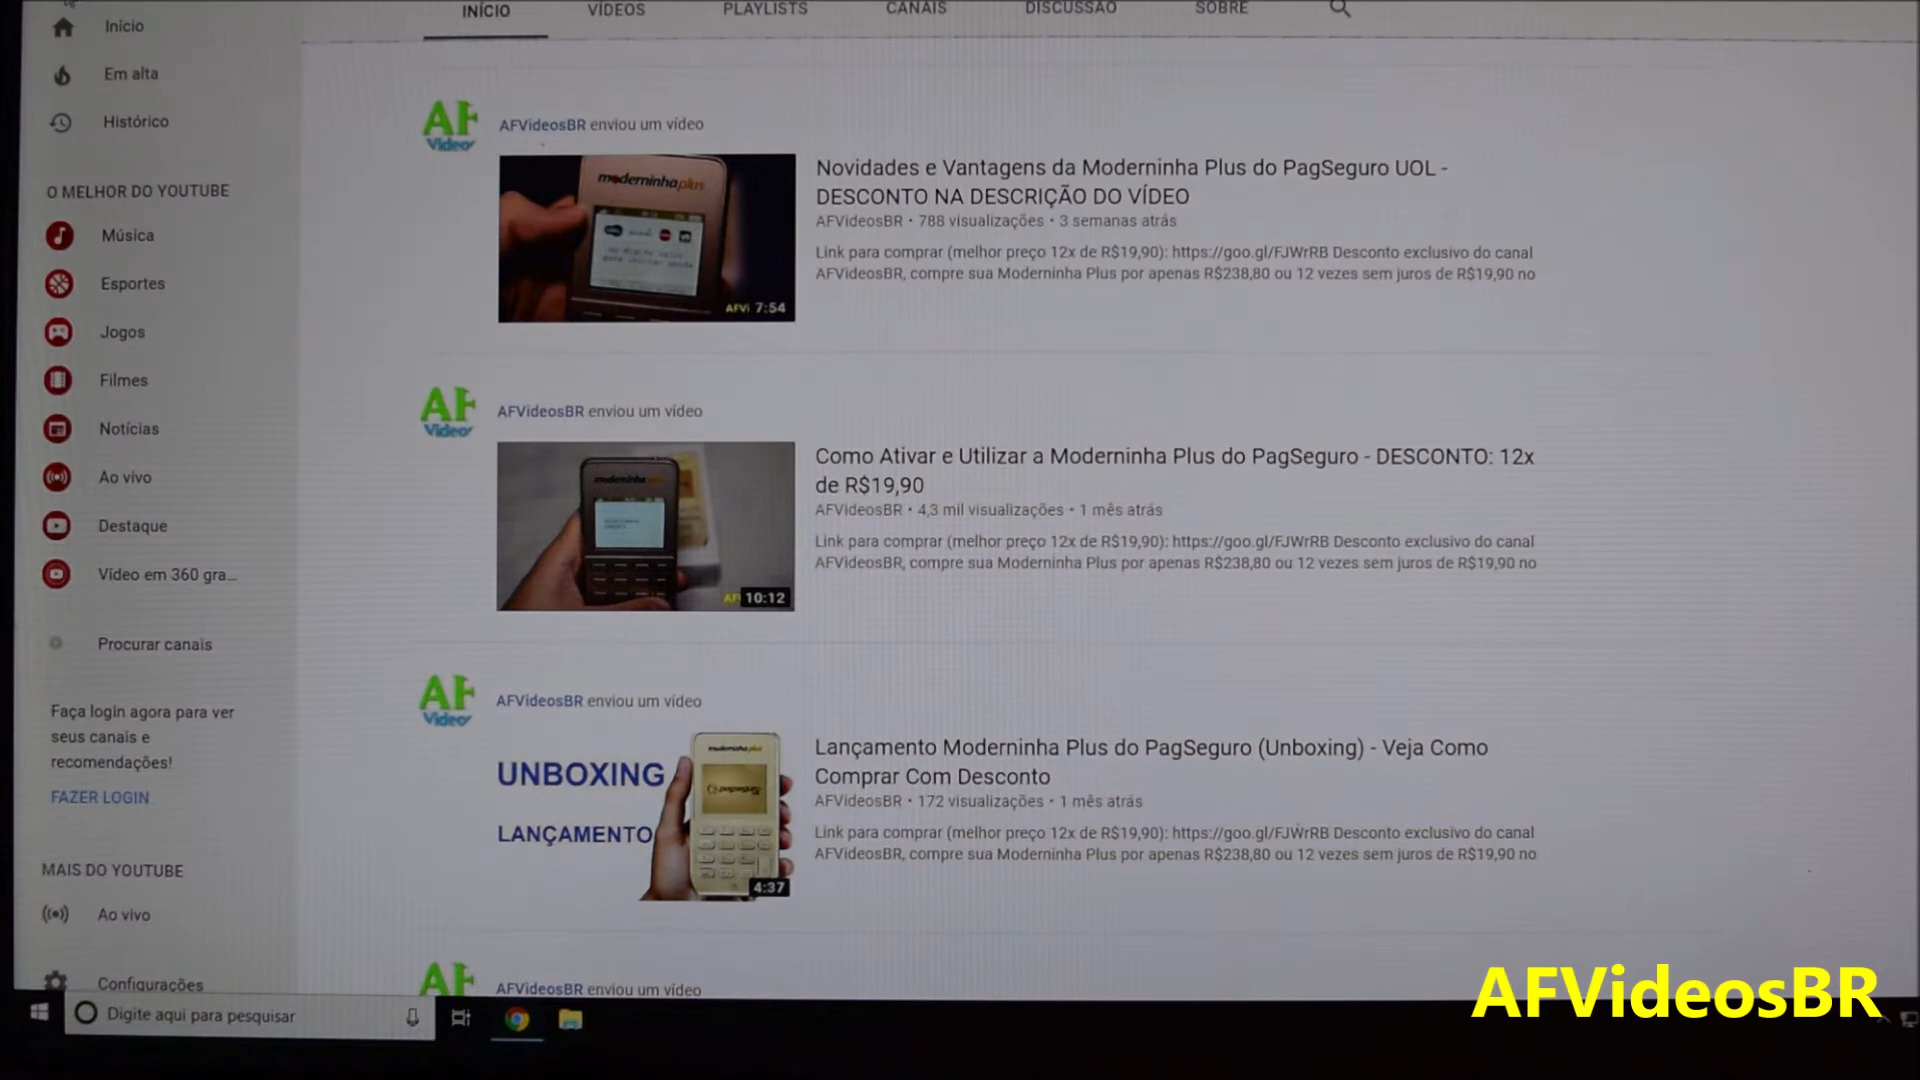 INÍCIO
VÍDEOS
PLAYLISTS
CANAIS
DISCUSSÃO
SOBRE
Início
Em alta
Histórico
O MELHOR DO YOUTUBE
Música
Esportes
Jogos
Filmes
Notícias
Ao vivo
Destaque
Vídeo em 360 gra...
Procurar canais
Faça login agora para ver
seus canais e
recomendações!
FAZER LOGIN
MAIS DO YOUTUBE
Ao vivo
Configurações
AF
Video
AFVideosBR enviou um vídeo
moderninhaplus
AFVi 7:54
Novidades e Vantagens da Moderninha Plus do PagSeguro UOL -
DESCONTO NA DESCRIÇÃO DO VÍDEO
AFVideosBR • 788 visualizações • 3 semanas atrás
Link para comprar (melhor preço 12x de R$19,90): https://goo.gl/FJWrRB Desconto exclusivo do canal
AFVideosBR, compre sua Moderninha Plus por apenas R$238,80 ou 12 vezes sem juros de R$19,90 no
AF
Video
AFVideosBR enviou um vídeo
moderninhaplus
AF 10:12
Como Ativar e Utilizar a Moderninha Plus do PagSeguro - DESCONTO: 12x
de R$19,90
AFVideosBR • 4,3 mil visualizações • 1 mês atrás
Link para comprar (melhor preço 12x de R$19,90): https://goo.gl/FJWrRB Desconto exclusivo do canal
AFVideosBR, compre sua Moderninha Plus por apenas R$238,80 ou 12 vezes sem juros de R$19,90 no
AF
Video
AFVideosBR enviou um vídeo
UNBOXING
LANÇAMENTO
moderninhaplus
pagseguro
4:37
Lançamento Moderninha Plus do PagSeguro (Unboxing) - Veja Como
Comprar Com Desconto
AFVideosBR • 172 visualizações • 1 mês atrás
Link para comprar (melhor preço 12x de R$19,90): https://goo.gl/FJWrRB Desconto exclusivo do canal
AFVideosBR, compre sua Moderninha Plus por apenas R$238,80 ou 12 vezes sem juros de R$19,90 no
AF
AFVideosBR enviou um vídeo
Digite aqui para pesquisar
AFVideosBR